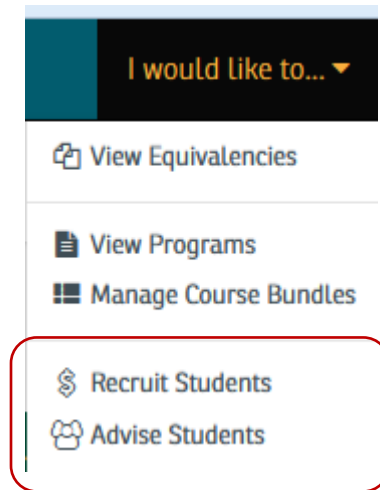 I would like to...
View Equivalencies
View Programs
Manage Course Bundles
Recruit Students
Advise Students